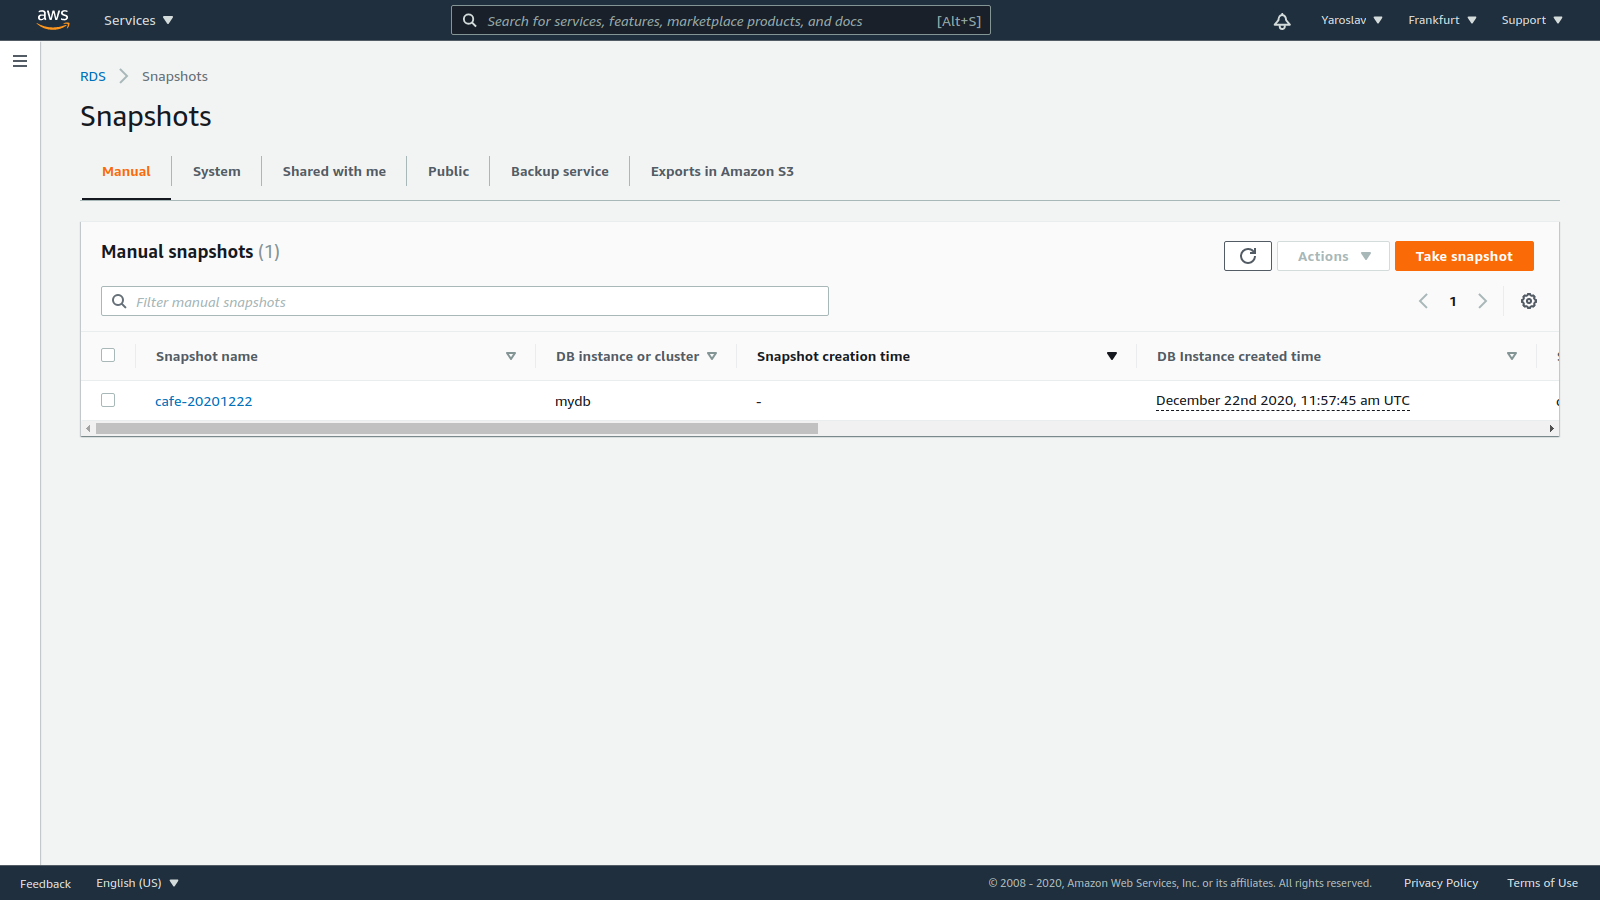 aws Services Search for services, features, marketplace products, and docs [Alt+S] Yaroslav Frankfurt Support
RDS Snapshots
Snapshots
Manual System Shared with me Public Backup service Exports in Amazon S3
Manual snapshots (1) Actions Take snapshot
Filter manual snapshots 1
Snapshot name DB instance or cluster Snapshot creation time DB Instance created time
cafe-20201222 mydb - December 22nd 2020, 11:57:45 am UTC
Feedback English (US) © 2008 - 2020, Amazon Web Services, Inc. or its affiliates. All rights reserved. Privacy Policy Terms of Use